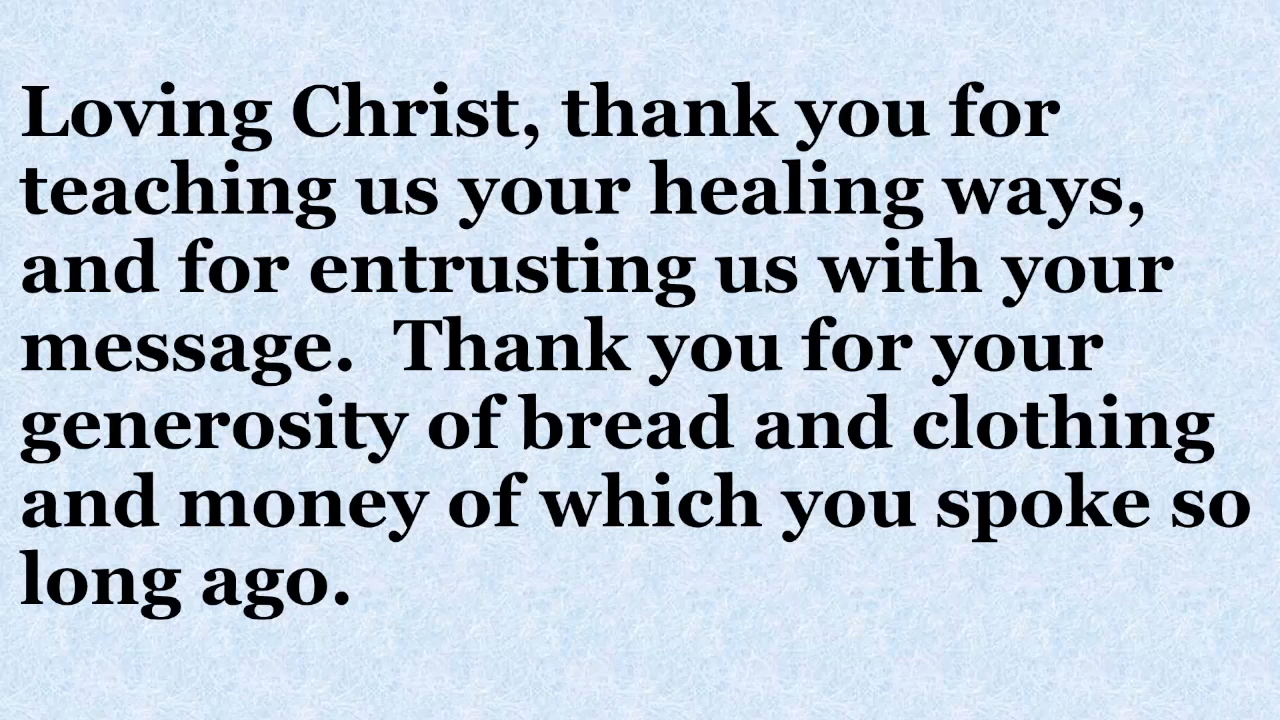 Loving Christ, thank you for
teaching us your healing ways,
and for entrusting us with your
message.  Thank you for your
generosity of bread and clothing
and money of which you spoke so
long ago.